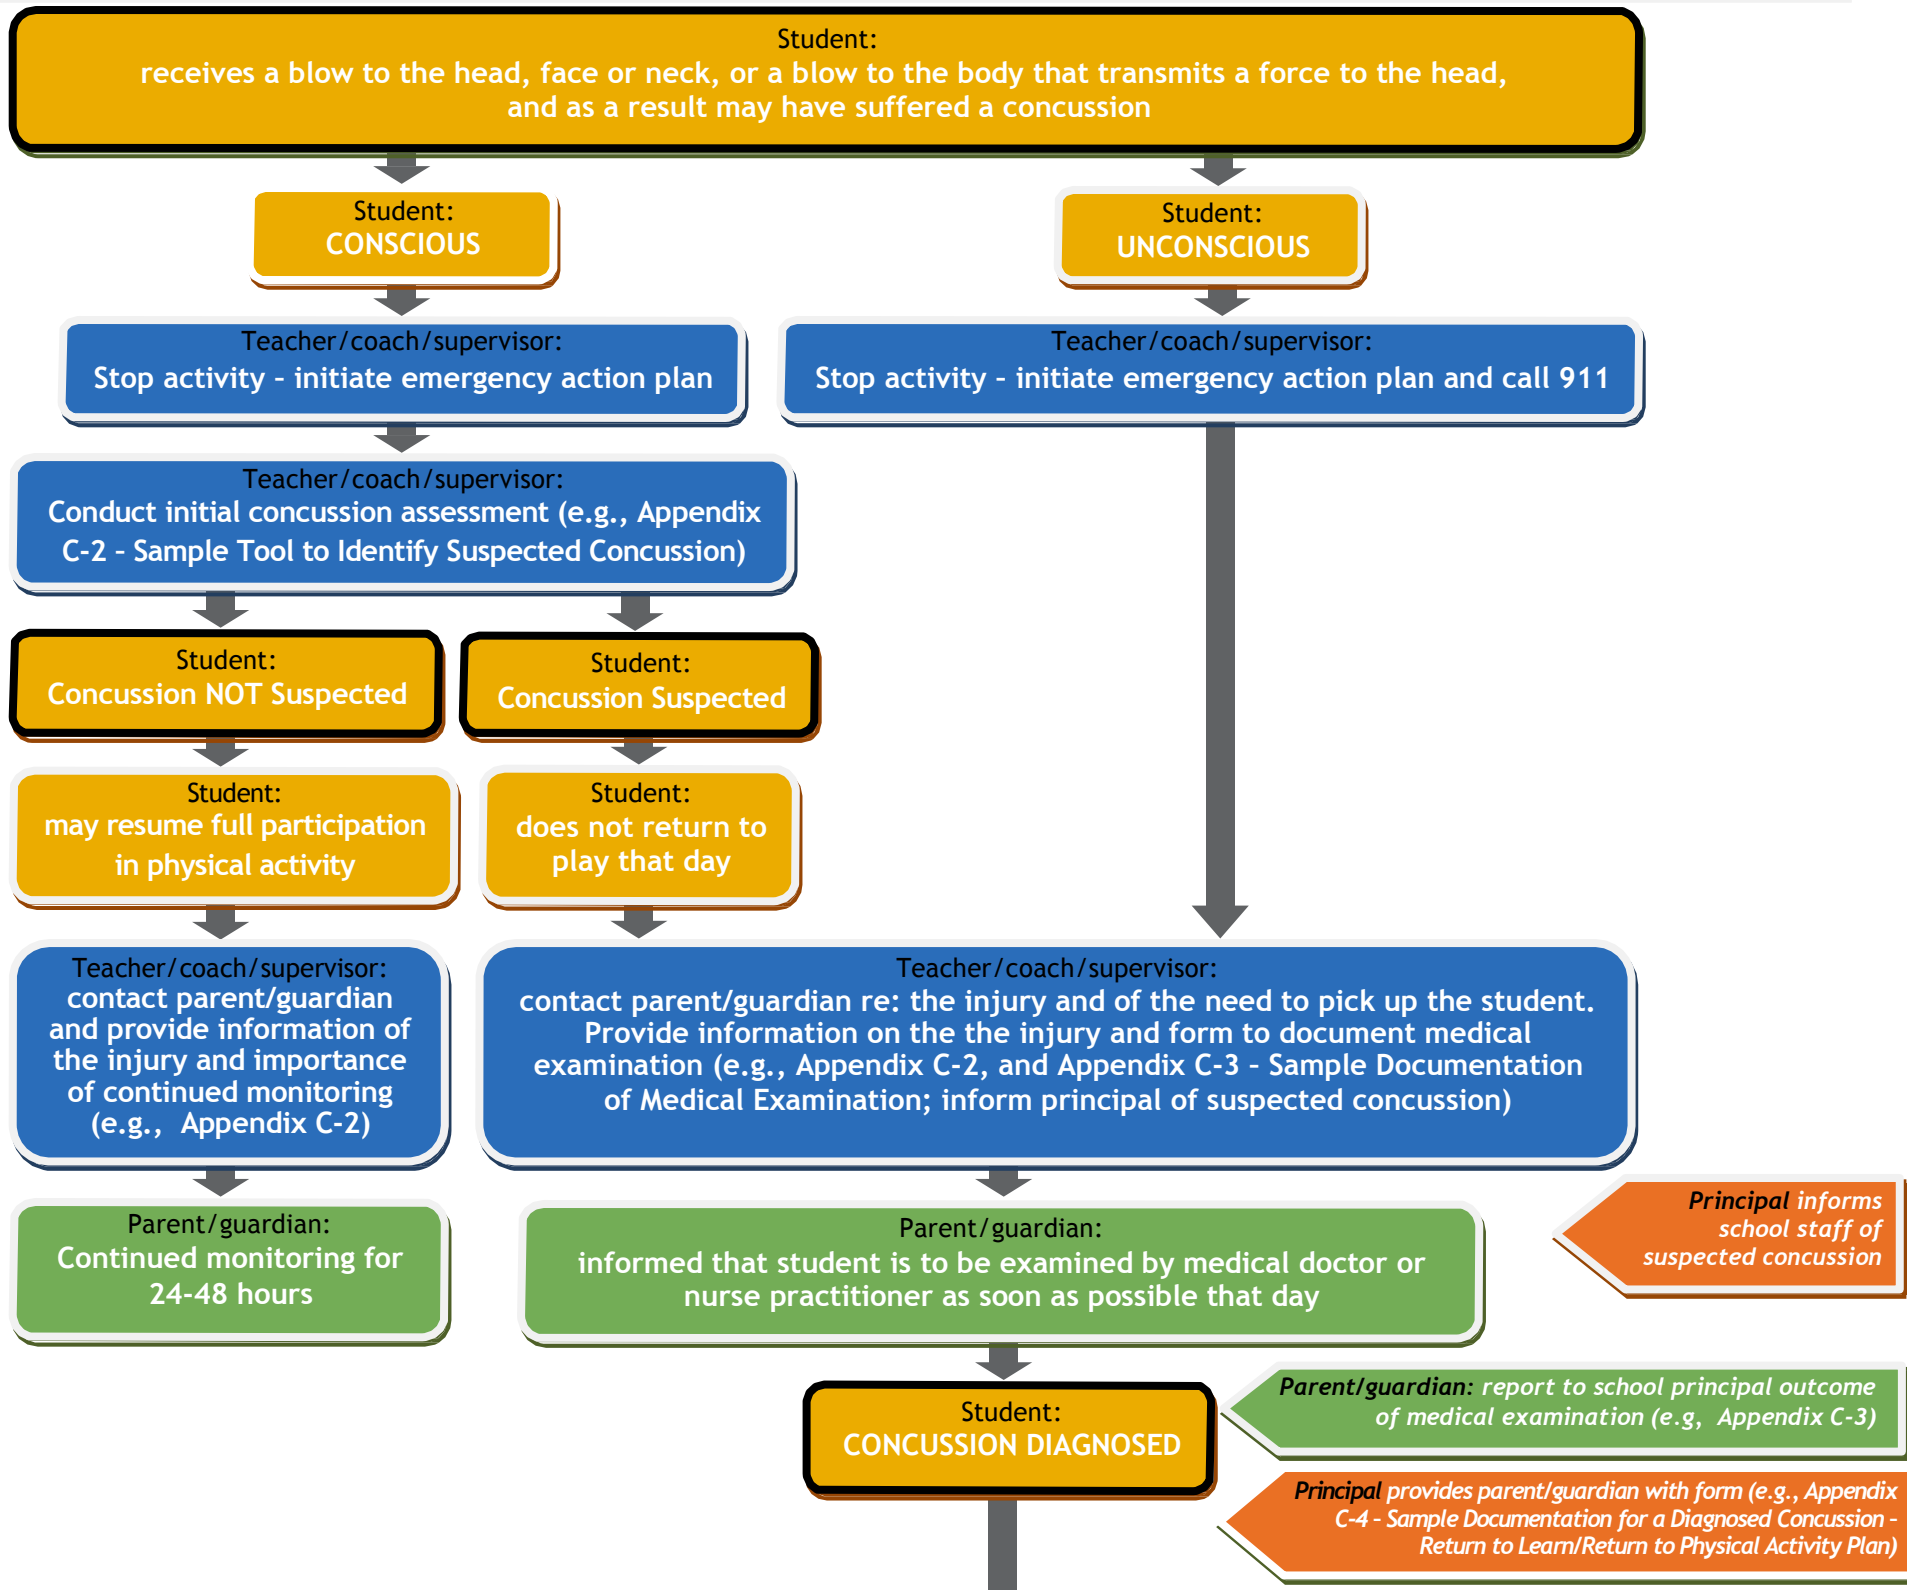 Student:
receives a blow to the head, face or neck, or a blow to the body that transmits a force to the head,
and as a result may have suffered a concussion
Student:
CONSCIOUS
Student:
UNCONSCIOUS
Teacher/coach/supervisor:
Stop activity – initiate emergency action plan
Teacher/coach/supervisor:
Stop activity – initiate emergency action plan and call 911
Teacher/coach/supervisor:
Conduct initial concussion assessment (e.g., Appendix
C-2 – Sample Tool to Identify Suspected Concussion)
Student:
Concussion NOT Suspected
Student:
Concussion Suspected
Student:
may resume full participation
in physical activity
Student:
does not return to
play that day
Teacher/coach/supervisor:
contact parent/guardian
and provide information of
the injury and importance
of continued monitoring
(e.g., Appendix C-2)
Teacher/coach/supervisor:
contact parent/guardian re: the injury and of the need to pick up the student.
Provide information on the the injury and form to document medical
examination (e.g., Appendix C-2, and Appendix C-3 – Sample Documentation
of Medical Examination; inform principal of suspected concussion)
Parent/guardian:
Continued monitoring for
24-48 hours
Parent/guardian:
informed that student is to be examined by medical doctor or
nurse practitioner as soon as possible that day
Principal informs
school staff of
suspected concussion
Student:
CONCUSSION DIAGNOSED
Parent/guardian: report to school principal outcome
of medical examination (e.g, Appendix C-3)
Principal provides parent/guardian with form (e.g., Appendix
C-4 – Sample Documentation for a Diagnosed Concussion –
Return to Learn/Return to Physical Activity Plan)